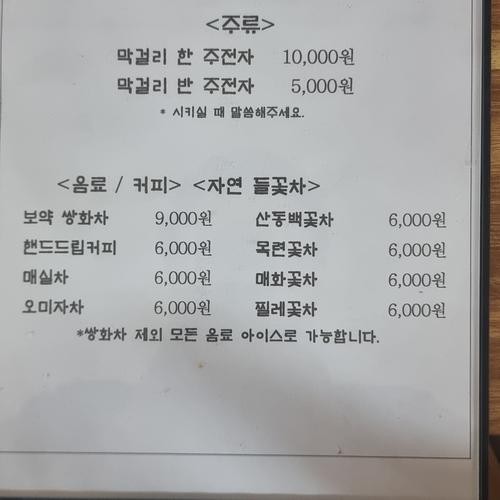 <주류>
막걸리 한 주전자 10,000원
막걸리 반 주전자 5,000원
* 시키실 때 말씀해주세요.
<음료 / 커피> <자연 들꽃차>
보약 쌍화차 9,000원 산동백꽃차 6,000원
핸드드립커피 6,000원 목련꽃차 6,000원
매실차 6,000원 매화꽃차 6,000원
오미자차 6,000원 찔레꽃차 6,000원
*쌍화차 제외 모든 음료 아이스로 가능합니다.